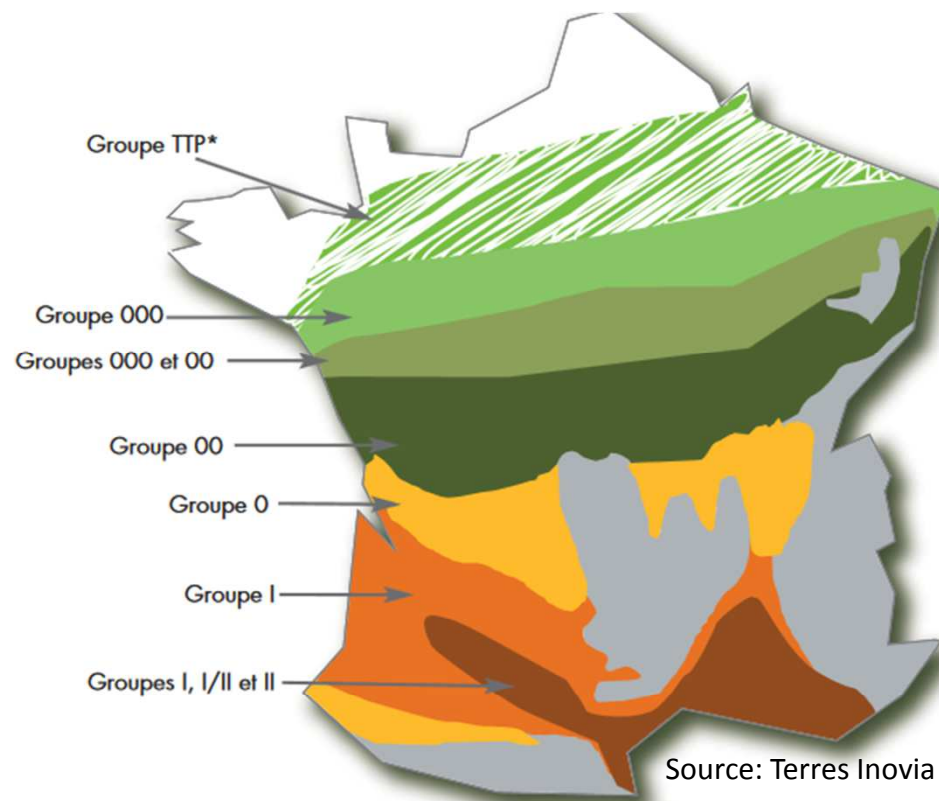 Groupe TTP*
Groupe 000
Groupes 000 et 00
Groupe 00
Groupe 0
Groupe I
Groupes I, I/II et II
Source: Terres Inovia